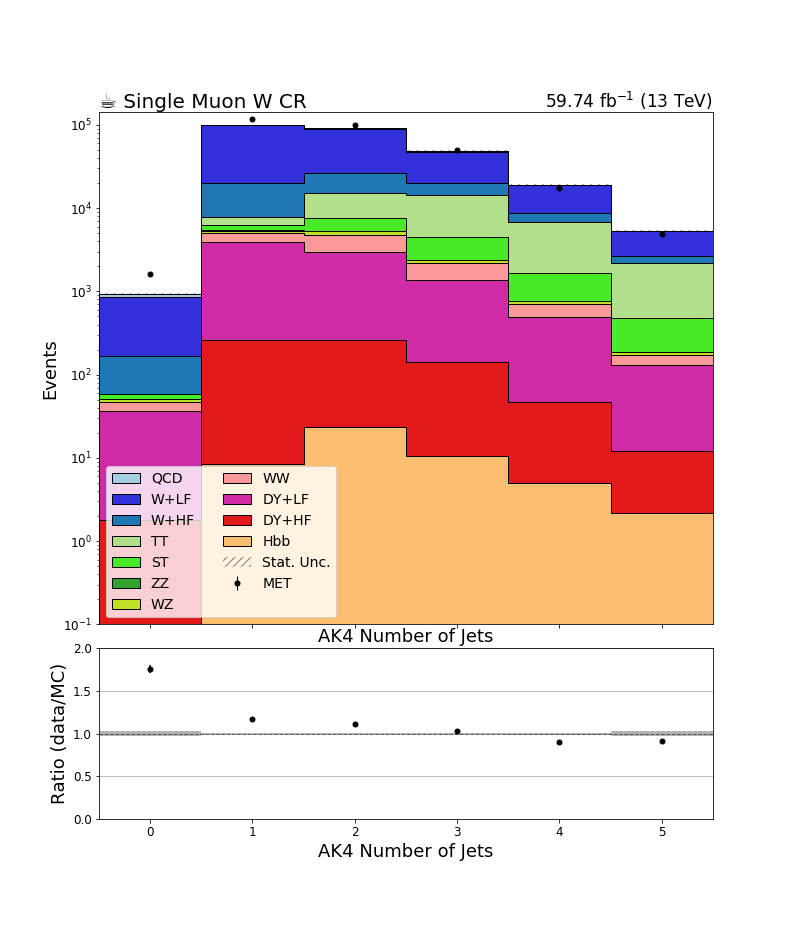 ☕ Single Muon W CR
59.74 fb⁻¹ (13 TeV)
Events
10⁵
10⁴
10³
10²
10¹
10⁰
10⁻¹
QCD
W+LF
W+HF
TT
ST
ZZ
WZ
WW
DY+LF
DY+HF
Hbb
Stat. Unc.
MET
AK4 Number of Jets
Ratio (data/MC)
2.0
1.5
1.0
0.5
0.0
0 1 2 3 4 5
AK4 Number of Jets